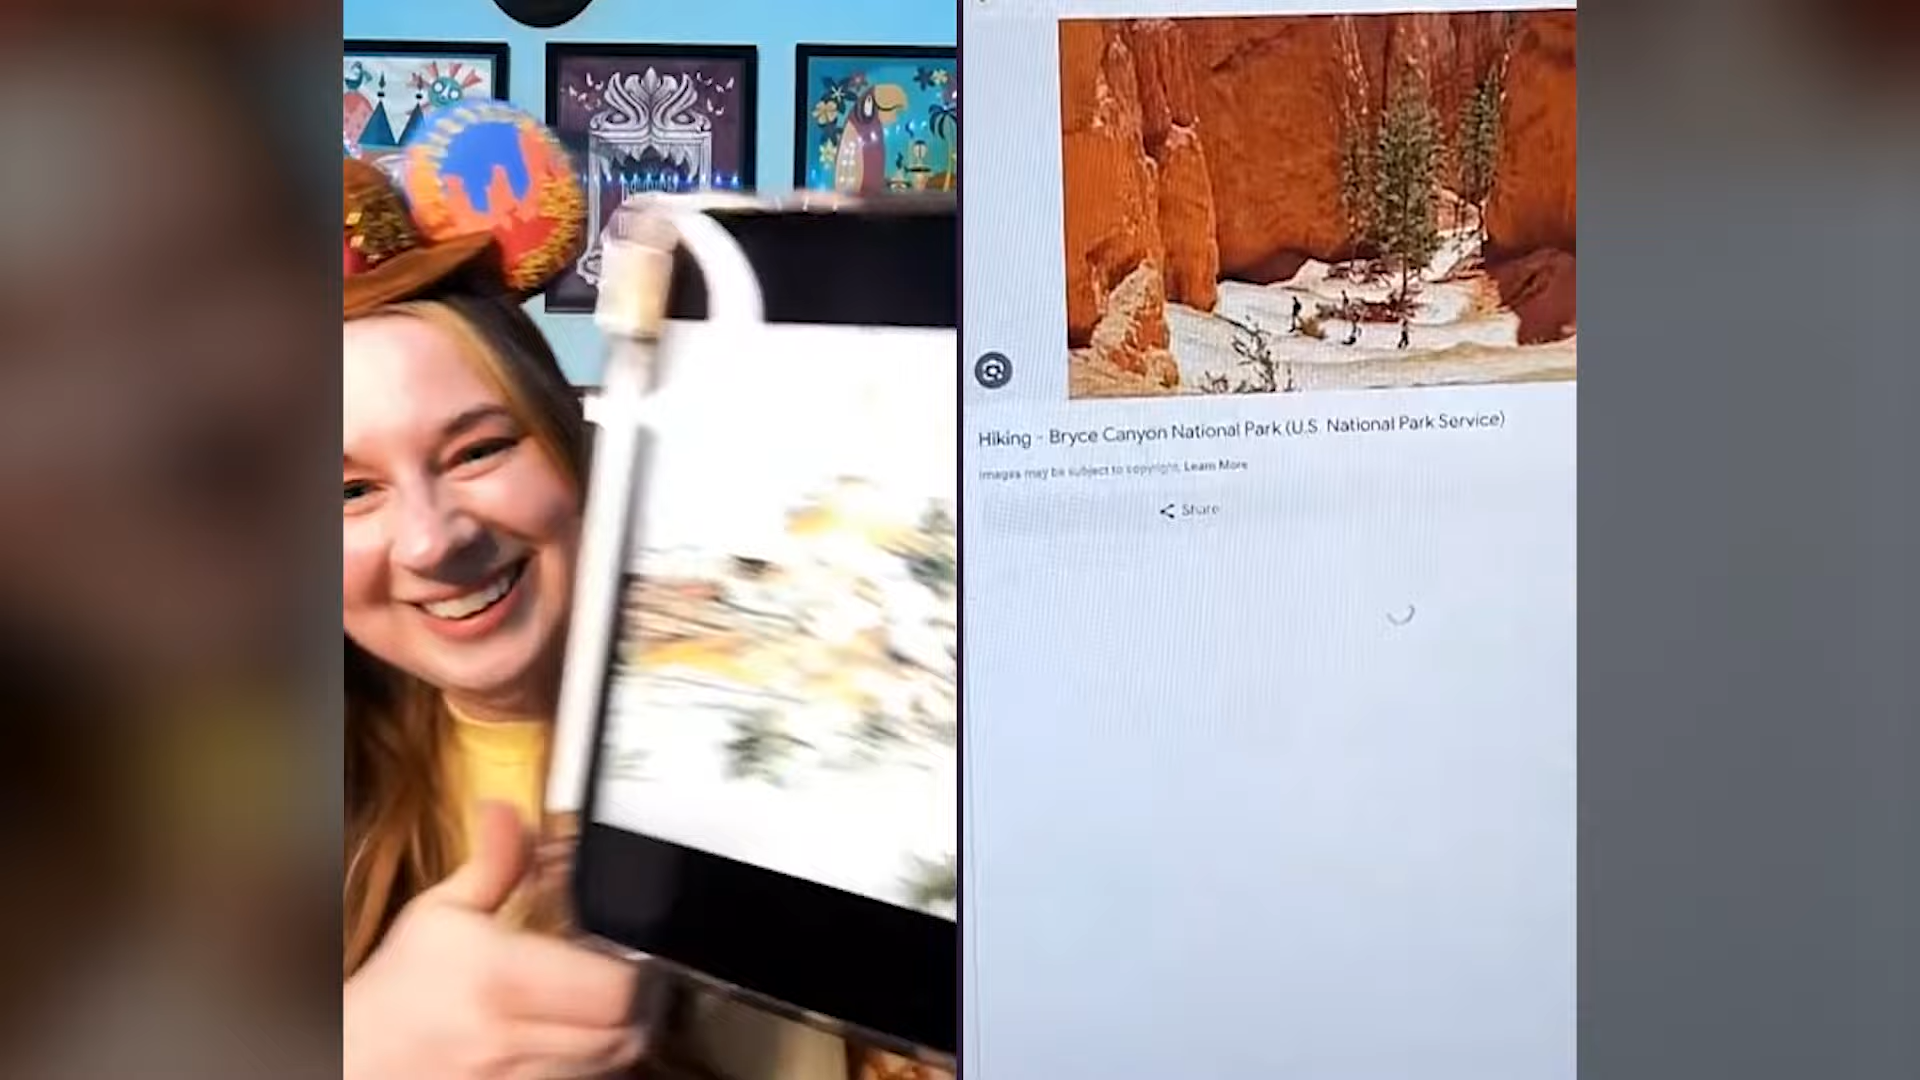 Hiking - Bryce Canyon National Park (U.S. National Park Service)
Images may be subject to copyright. Learn More
Share